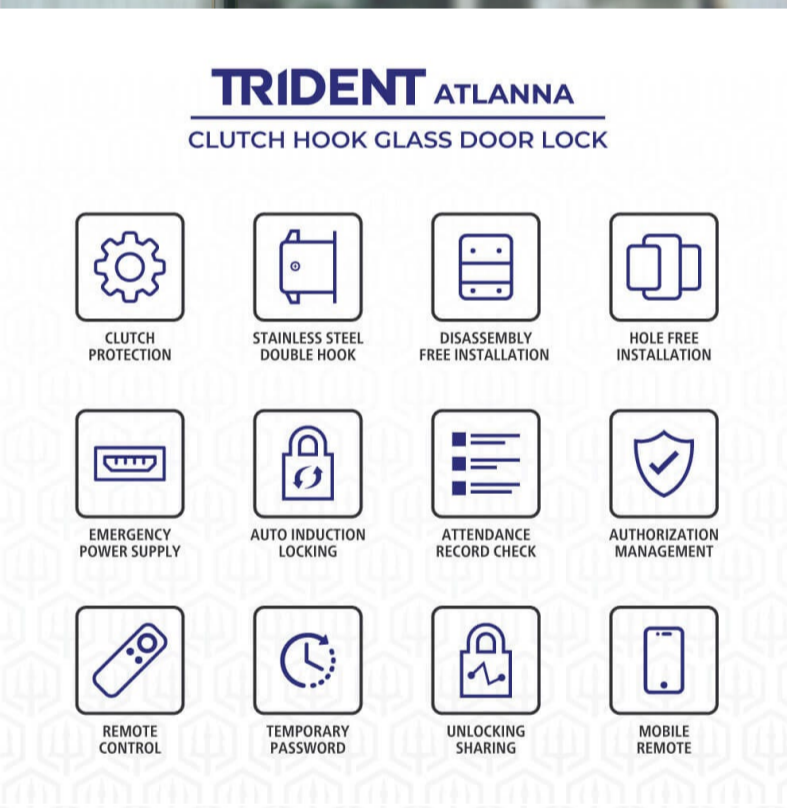 TRIDENT ATLANNA
CLUTCH HOOK GLASS DOOR LOCK
CLUTCH
PROTECTION
STAINLESS STEEL
DOUBLE HOOK
DISASSEMBLY
FREE INSTALLATION
HOLE FREE
INSTALLATION
EMERGENCY
POWER SUPPLY
AUTO INDUCTION
LOCKING
ATTENDANCE
RECORD CHECK
AUTHORIZATION
MANAGEMENT
REMOTE
CONTROL
TEMPORARY
PASSWORD
UNLOCKING
SHARING
MOBILE
REMOTE